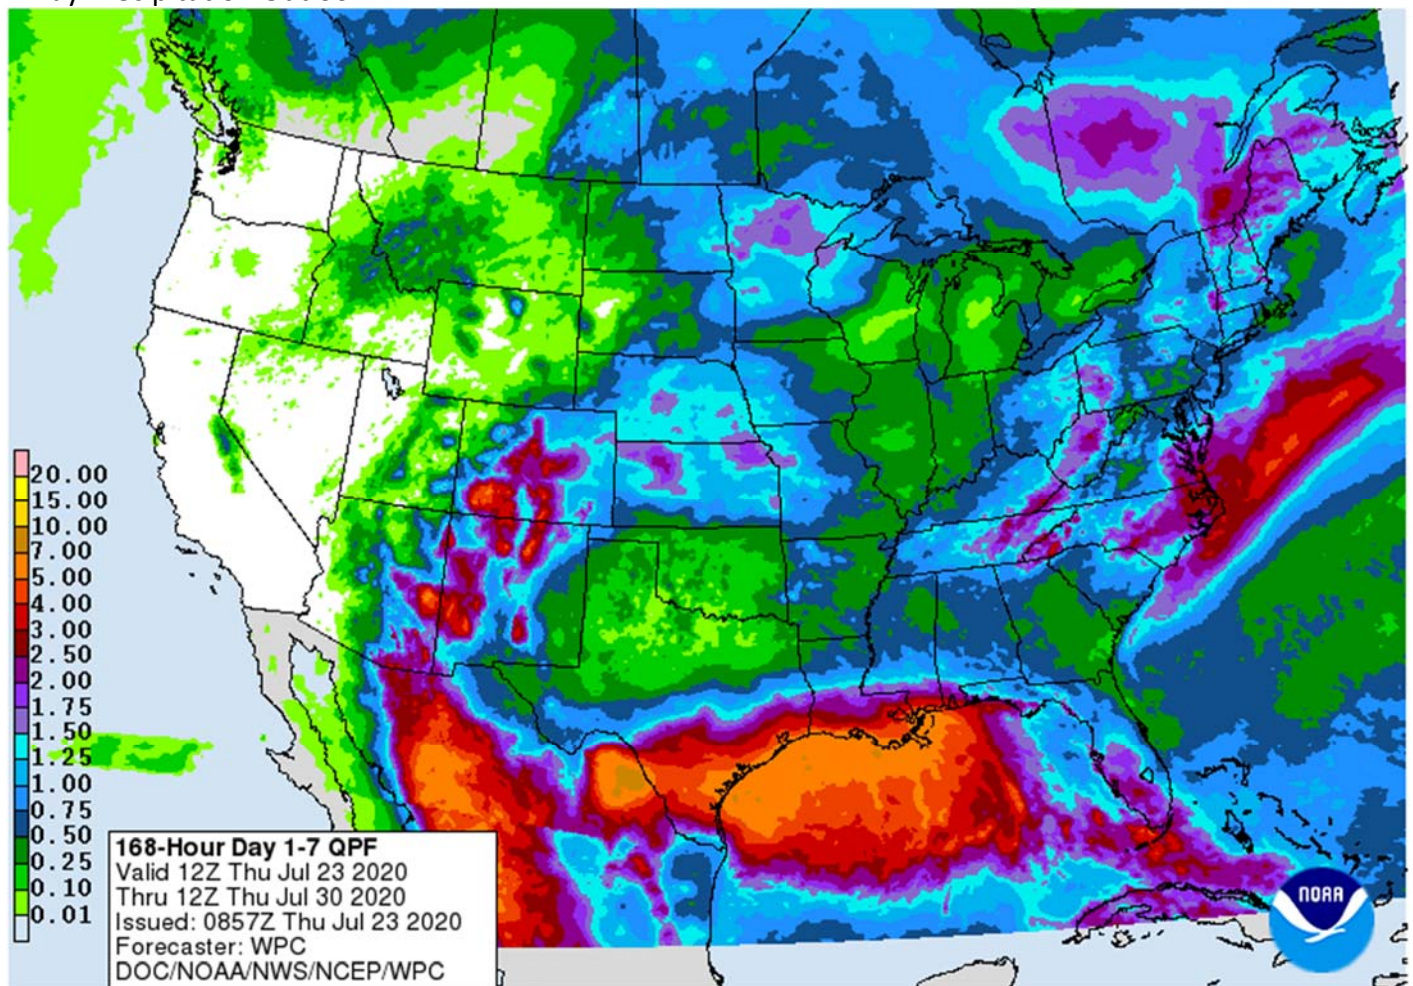 20.00
15.00
10.00
7.00
5.00
4.00
3.00
2.50
2.00
1.75
1.50
1.25
1.00
0.75
0.50
0.25
0.10
0.01
168-Hour Day 1-7 QPF
Valid 12Z Thu Jul 23 2020
Thru 12Z Thu Jul 30 2020
Issued: 0857Z Thu Jul 23 2020
Forecaster: WPC
DOC/NOAA/NWS/NCEP/WPC
NOAA